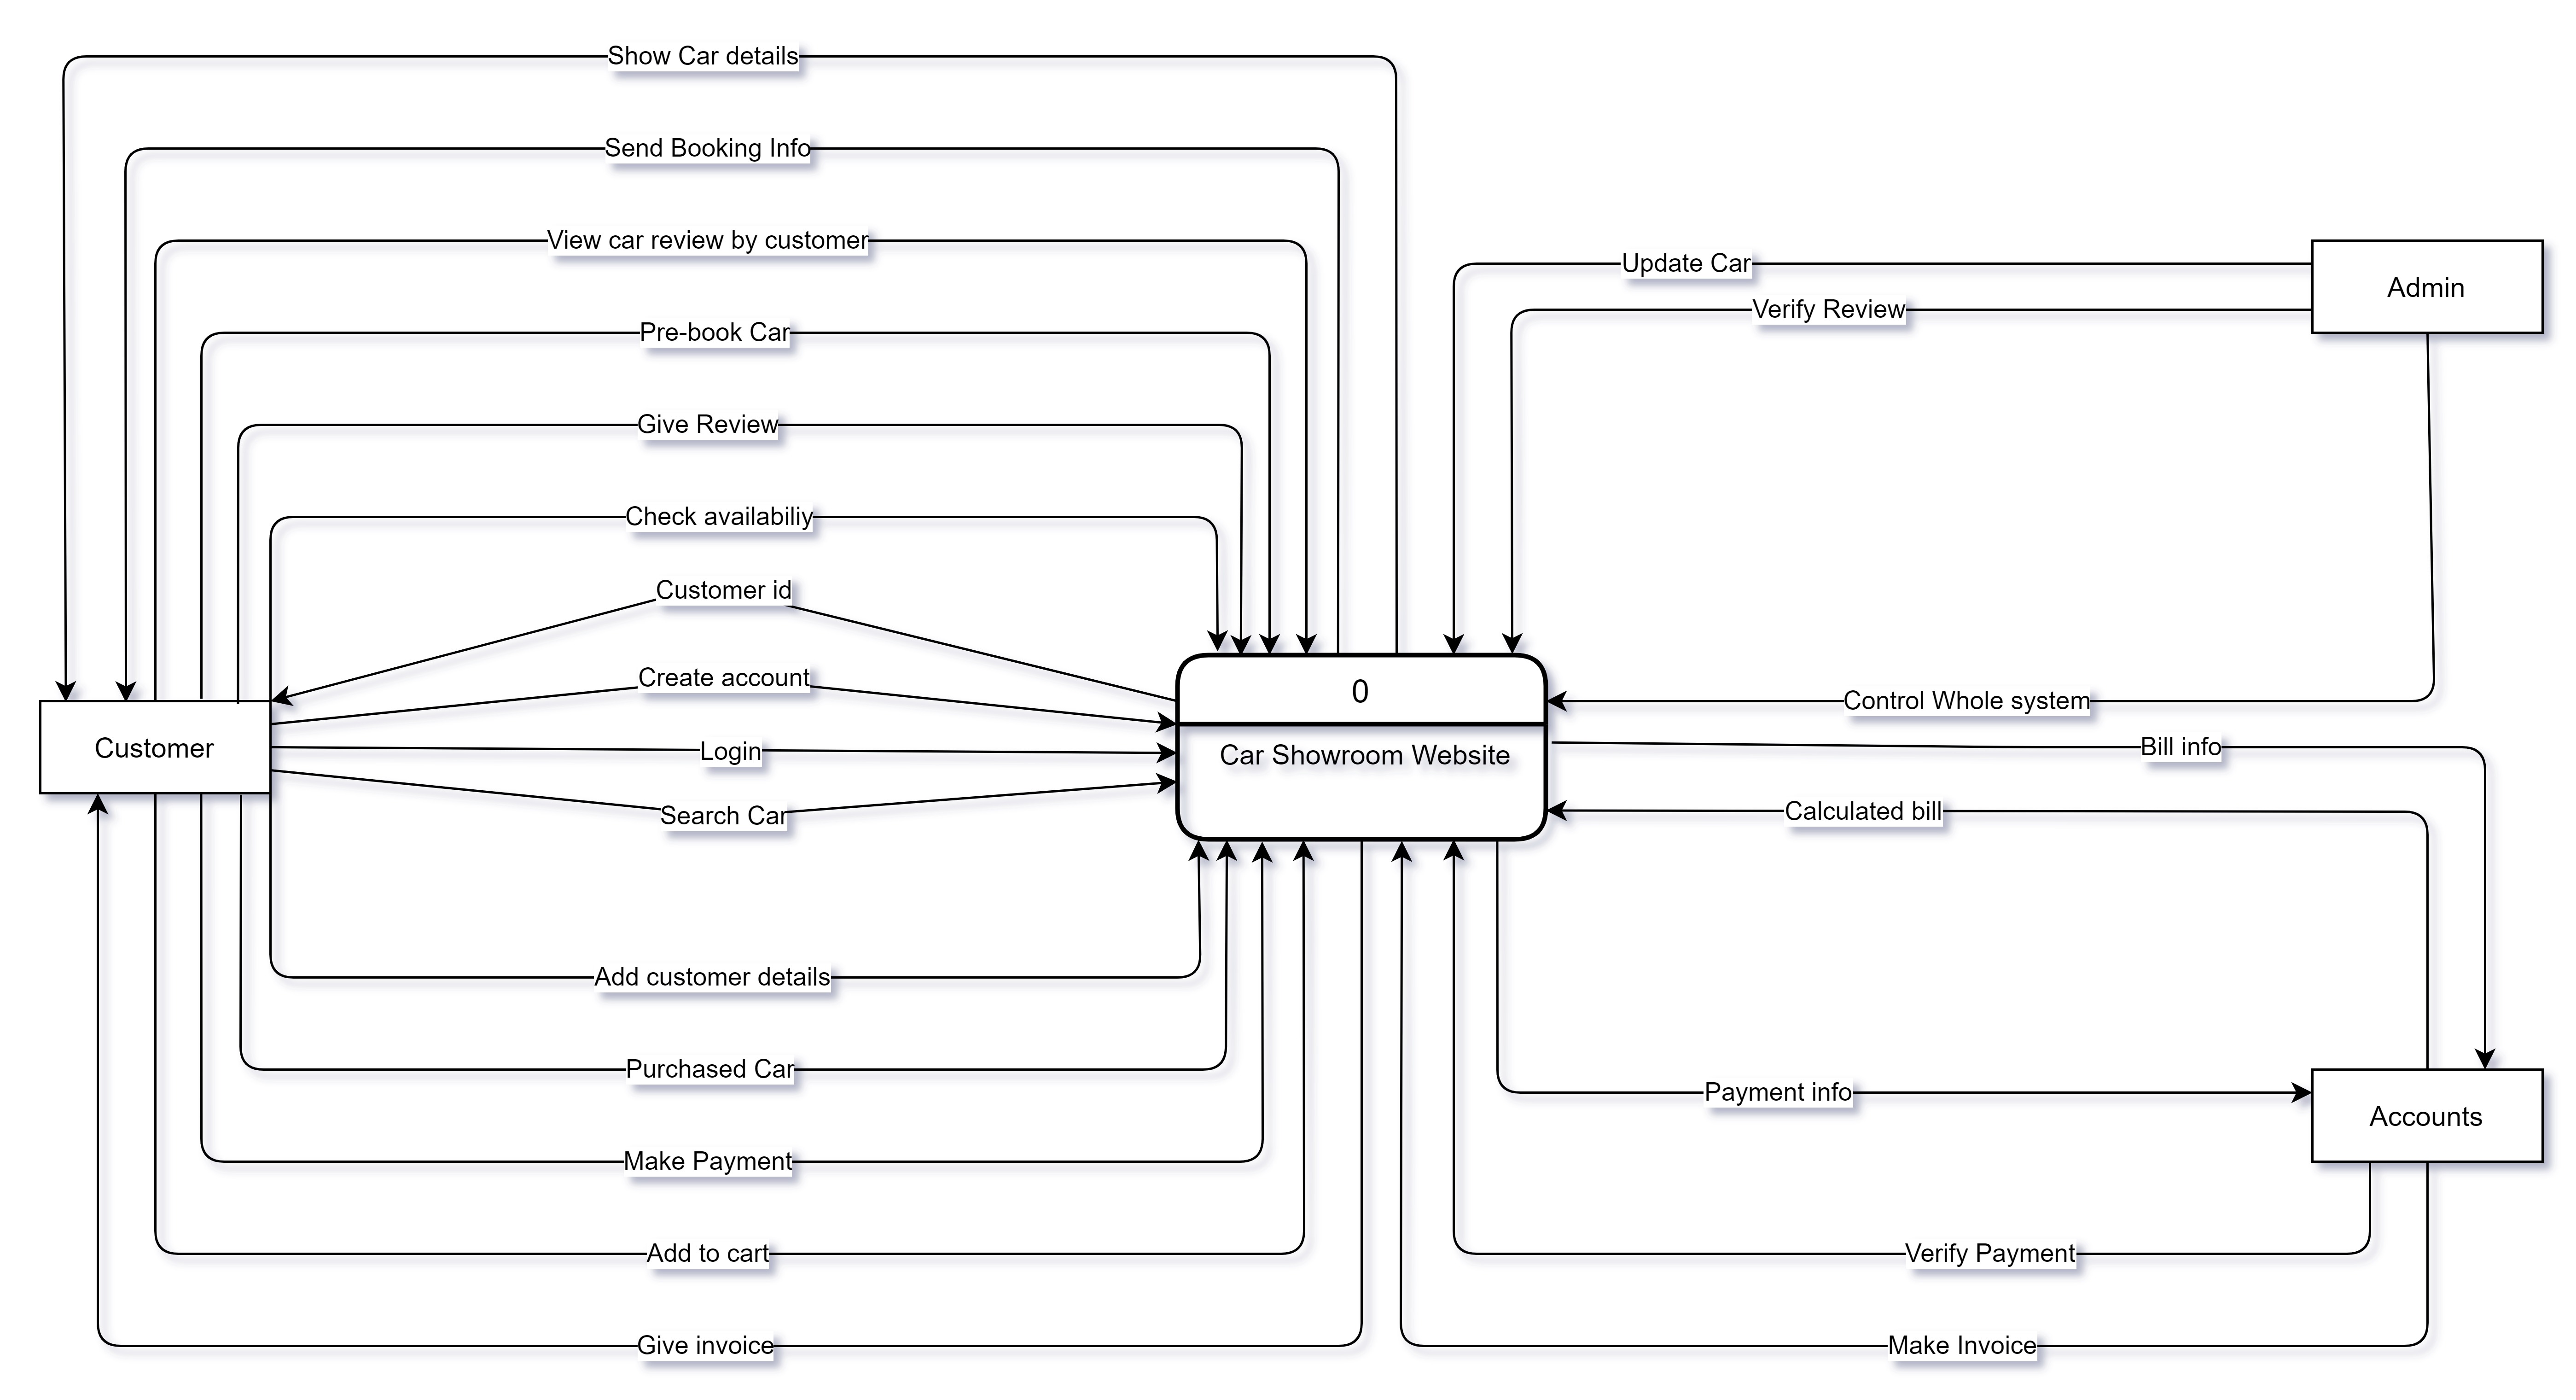 Show Car details
Send Booking Info
View car review by customer
Update Car
Admin
Verify Review
Pre-book Car
Give Review
Check availabiliy
Customer id
Create account
0
Control Whole system
Customer
Login
Car Showroom Website
Bill info
Search Car
Calculated bill
Add customer details
Purchased Car
Payment info
Accounts
Make Payment
Add to cart
Verify Payment
Give invoice
Make Invoice